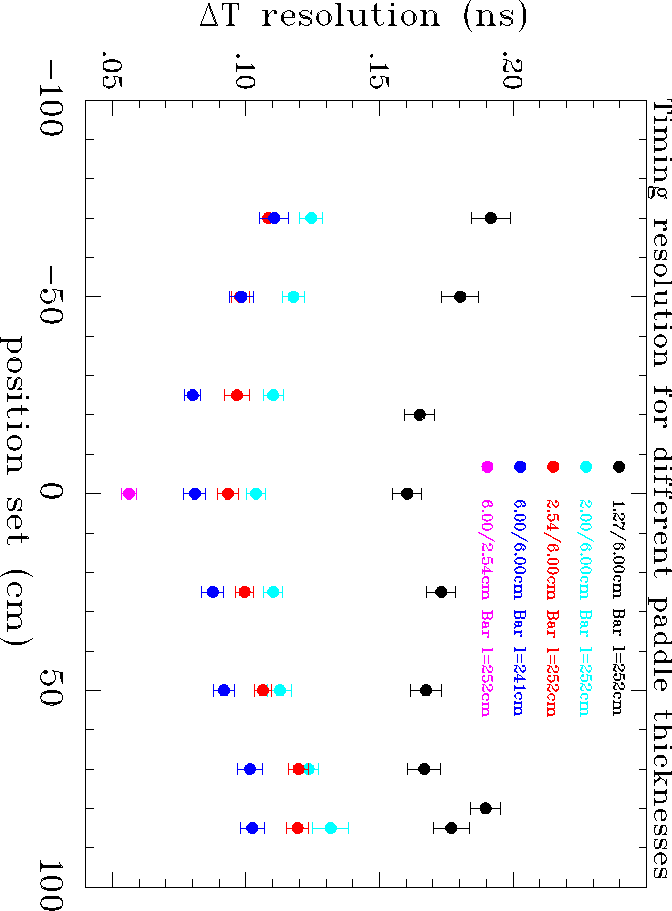 Timing resolution for different paddle thicknesses
ΔT resolution (ns)
.20
.15
.10
.05
1.27/6.00cm Bar l=252cm
2.00/6.00cm Bar l=252cm
2.54/6.00cm Bar l=252cm
6.00/6.00cm Bar l=241cm
6.00/2.54cm Bar l=252cm
−100
−50
0
50
100
position set (cm)